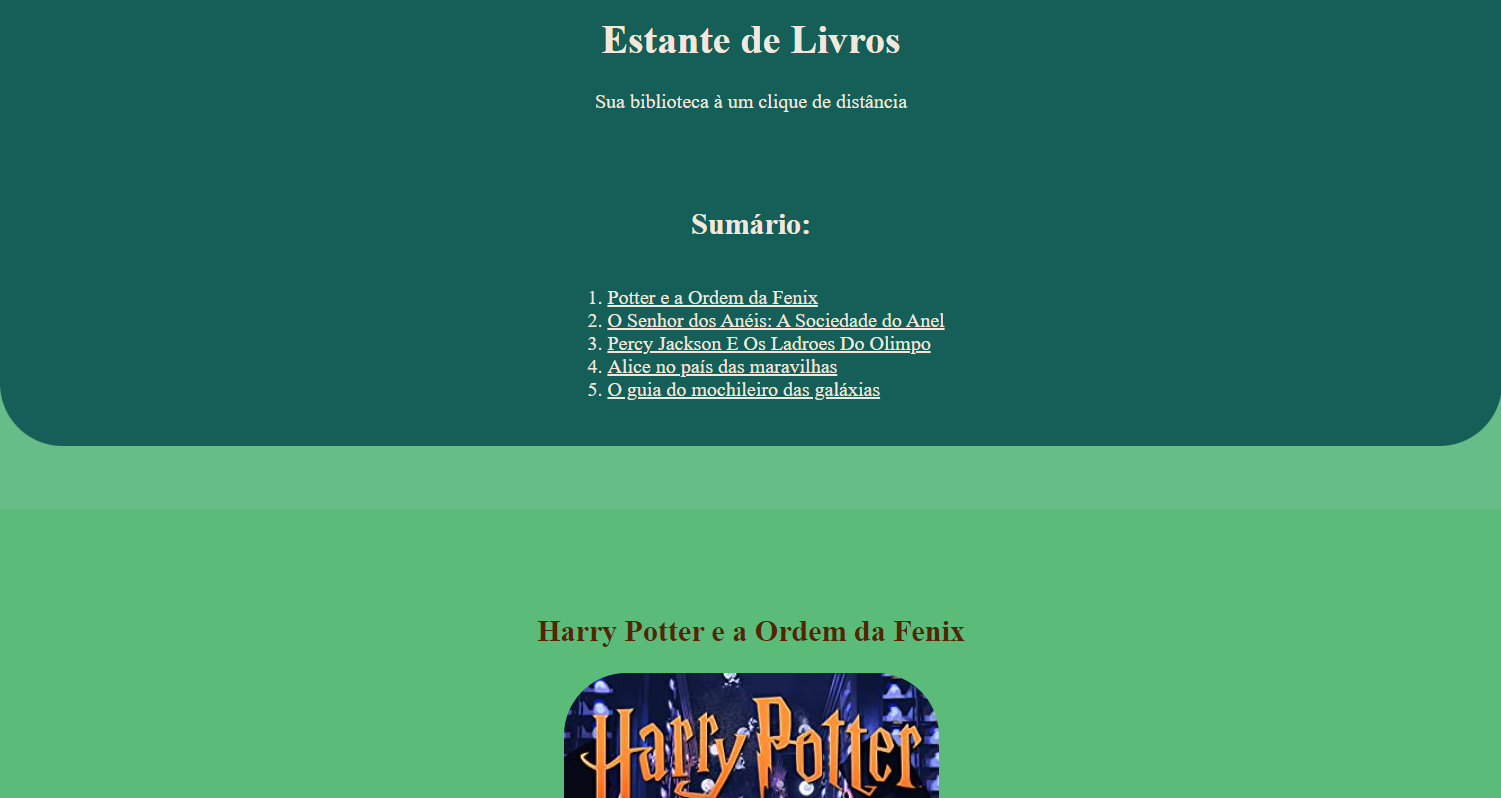 Estante de Livros
Sua biblioteca à um clique de distância
Sumário:
1. Potter e a Ordem da Fenix
2. O Senhor dos Anéis: A Sociedade do Anel
3. Percy Jackson E Os Ladroes Do Olimpo
4. Alice no país das maravilhas
5. O guia do mochileiro das galáxias
Harry Potter e a Ordem da Fenix
Harry Potter